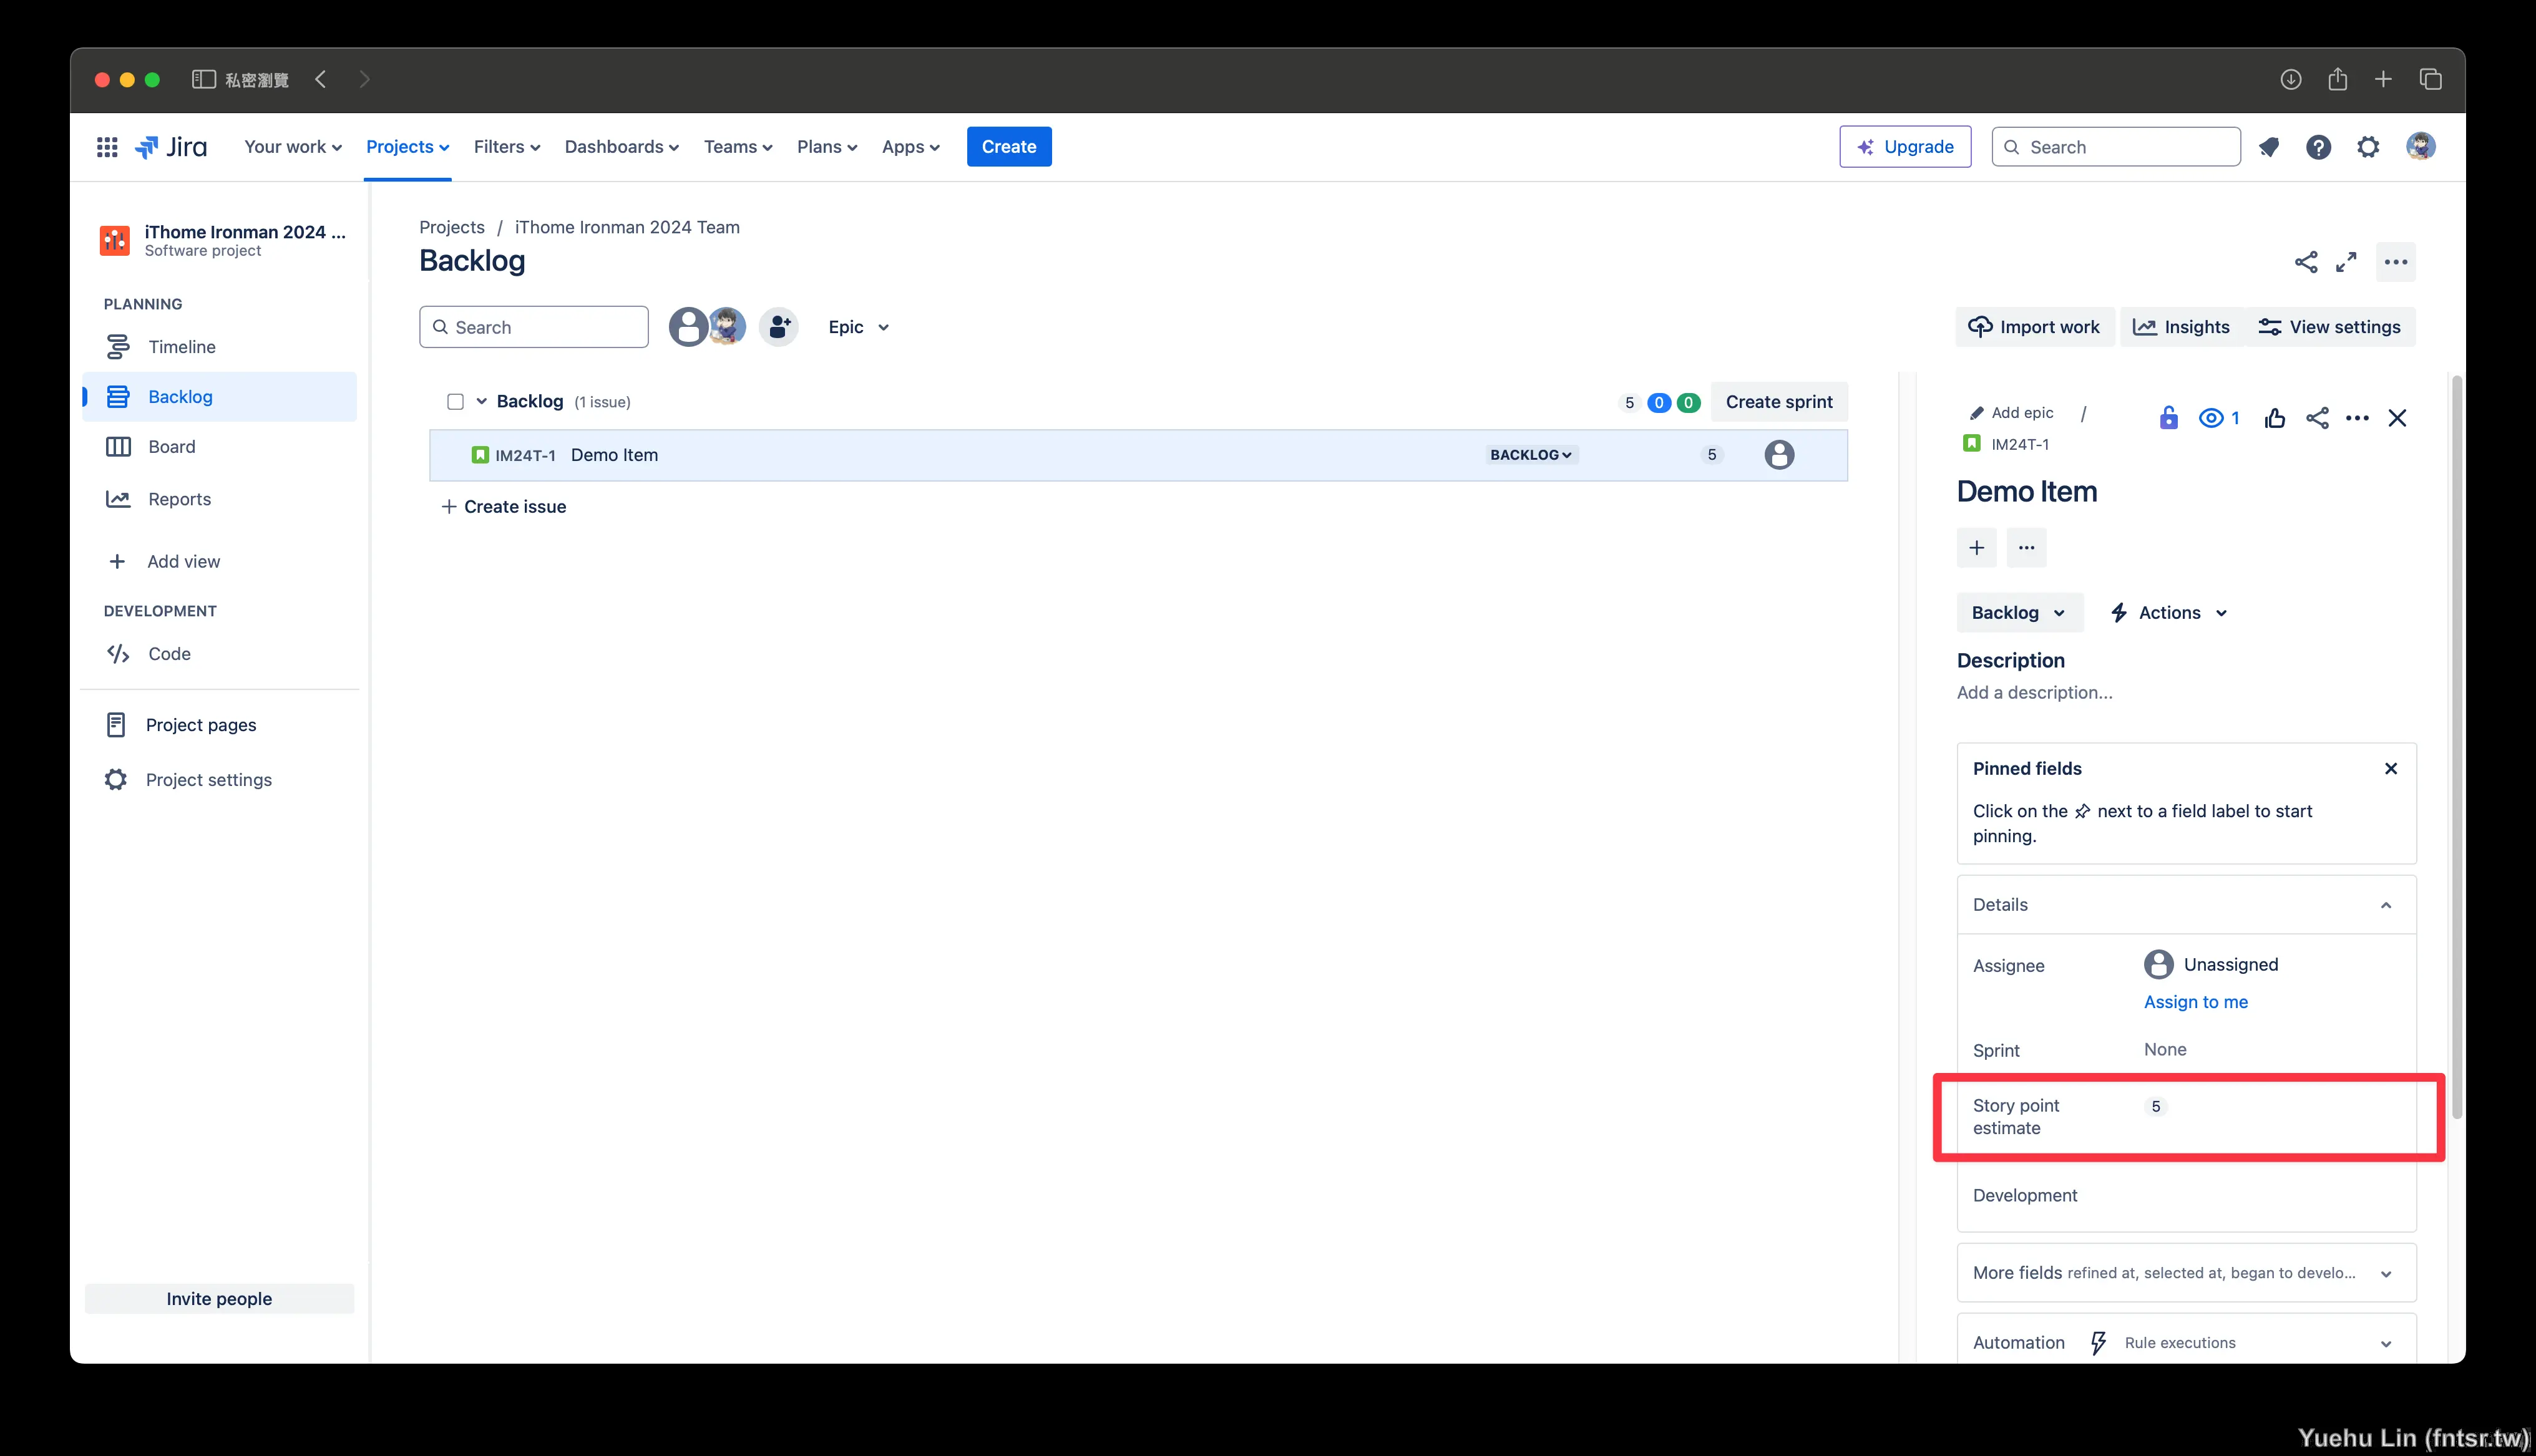 私密瀏覽
Jira
Your work
Projects
Filters
Dashboards
Teams
Plans
Apps
Create
Upgrade
Search
iThome Ironman 2024 ...
Software project
PLANNING
Timeline
Backlog
Board
Reports
Add view
DEVELOPMENT
Code
Project pages
Project settings
Invite people
Projects / iThome Ironman 2024 Team
Backlog
Search
Epic
Import work
Insights
View settings
Backlog (1 issue)
5 0 0
Create sprint
IM24T-1 Demo Item
BACKLOG
5
Create issue
Add epic /
1
IM24T-1
Demo Item
...
Backlog
Actions
Description
Add a description...
Pinned fields
Click on the next to a field label to start
pinning.
Details
Assignee
Unassigned
Assign to me
Sprint
None
Story point
estimate
5
Development
More fields refined at, selected at, began to develo...
Automation
Rule executions
Yuehu Lin (fntsr.tw)